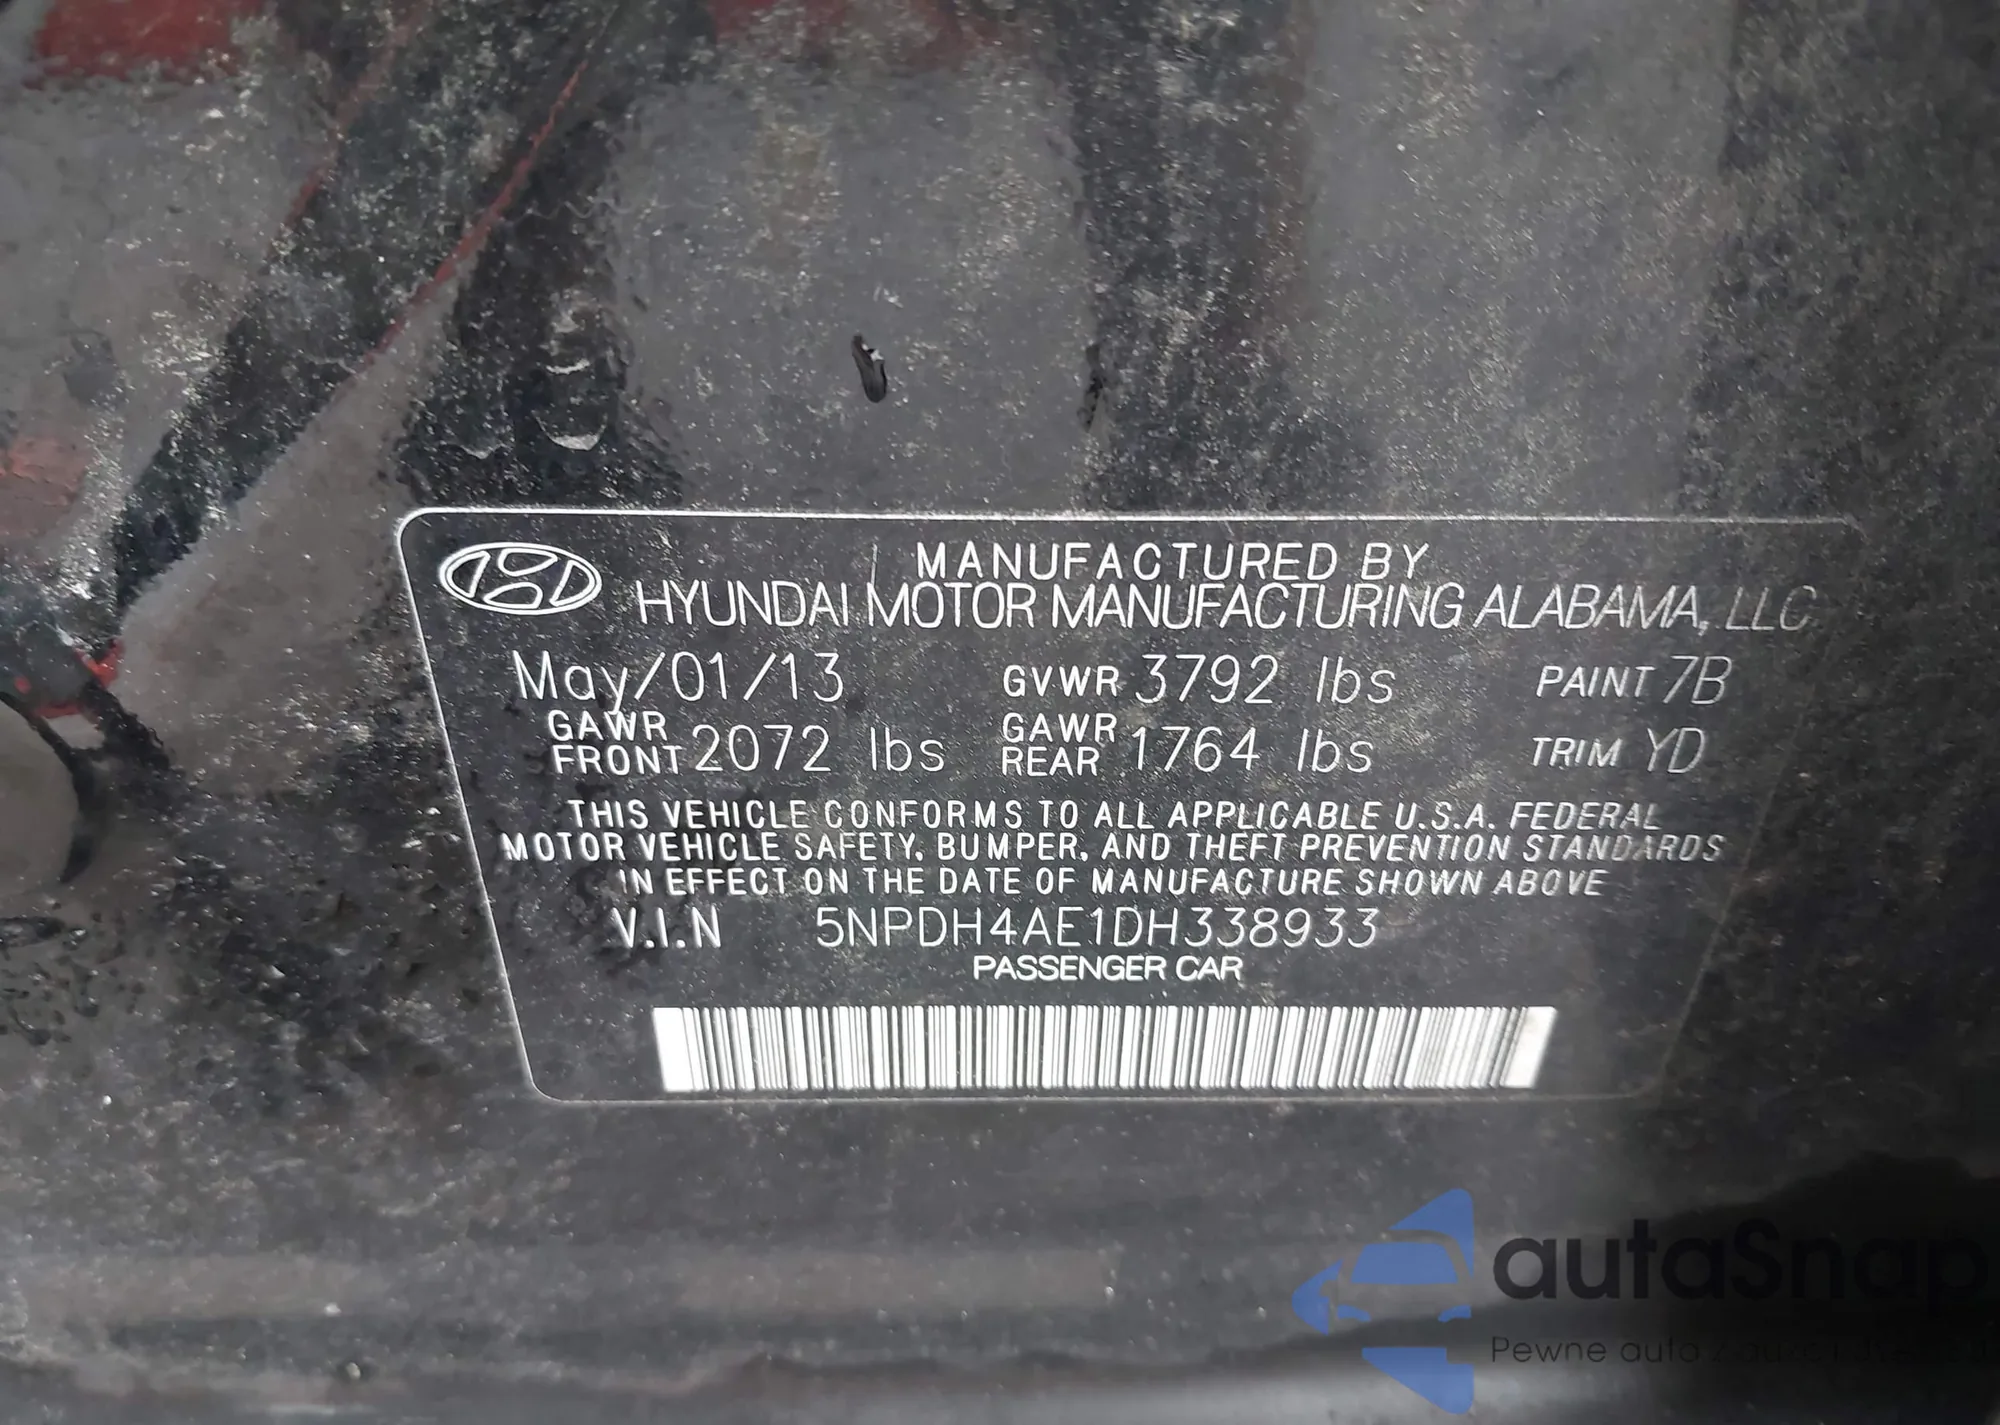 MANUFACTURED BY
HYUNDAI MOTOR MANUFACTURING ALABAMA, LLC
May/01/13 GVWR 3792 lbs PAINT 7B
GAWR FRONT 2072 lbs GAWR REAR 1764 lbs TRIM YD
THIS VEHICLE CONFORMS TO ALL APPLICABLE U.S.A. FEDERAL
MOTOR VEHICLE SAFETY, BUMPER, AND THEFT PREVENTION STANDARDS
IN EFFECT ON THE DATE OF MANUFACTURE SHOWN ABOVE
V.I.N 5NPDH4AE1DH338933
PASSENGER CAR
autaSnap
Pewne auta z